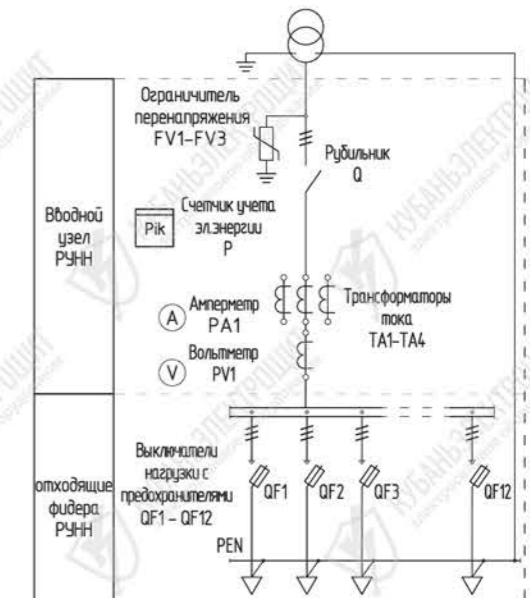 Ограничитель
перенапряжения
FV1-FV3
Рубильник
Q
Вводной
узел
РУНН
Счетчик учета
эл.энергии
P
Pik
Амперметр
PA1
A
Трансформаторы
тока
TA1-TA4
Вольтметр
PV1
V
Выключатели
нагрузки с
предохранителями
QF1 - QF12
отходящие
фидера
РУНН
QF1
QF2
QF3
QF12
PEN
КУБАНЬЭЛЕКТРОЩИТ